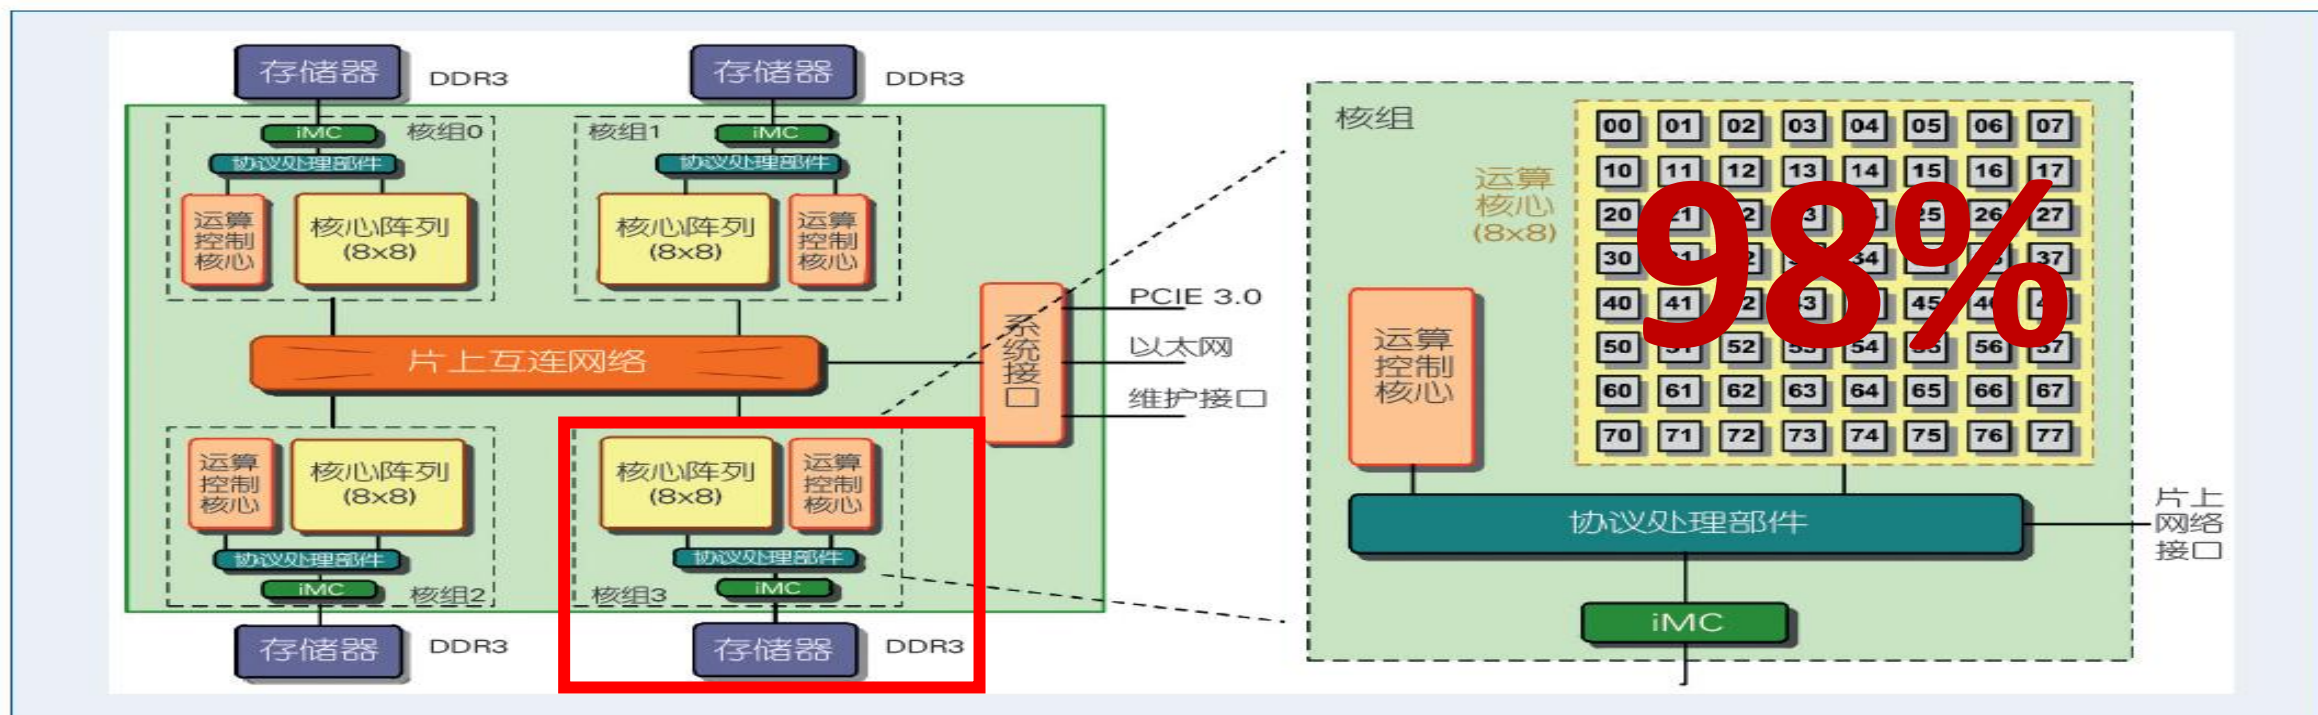 存储器 DDR3
存储器 DDR3
iMC 核组0
协议处理部件
运算
控制
核心
核心阵列
(8x8)
核组1 iMC
协议处理部件
核心阵列
(8x8)
运算
控制
核心
片上互连网络
系统接口
PCIE 3.0
以太网
维护接口
运算
控制
核心
核心阵列
(8x8)
协议处理部件
iMC 核组2
存储器 DDR3
核心阵列
(8x8)
运算
控制
核心
协议处理部件
核组3 iMC
存储器 DDR3
核组
运算
核心
(8x8)
00 01 02 03 04 05 06 07
10 11 12 13 14 15 16 17
20 25 26 27
30 34 37
40 41 43 45
50 52 54 56
60 61 62 63 64 65 66 67
70 71 72 73 74 75 76 77
98%
运算
控制
核心
协议处理部件
片上
网络
接口
iMC